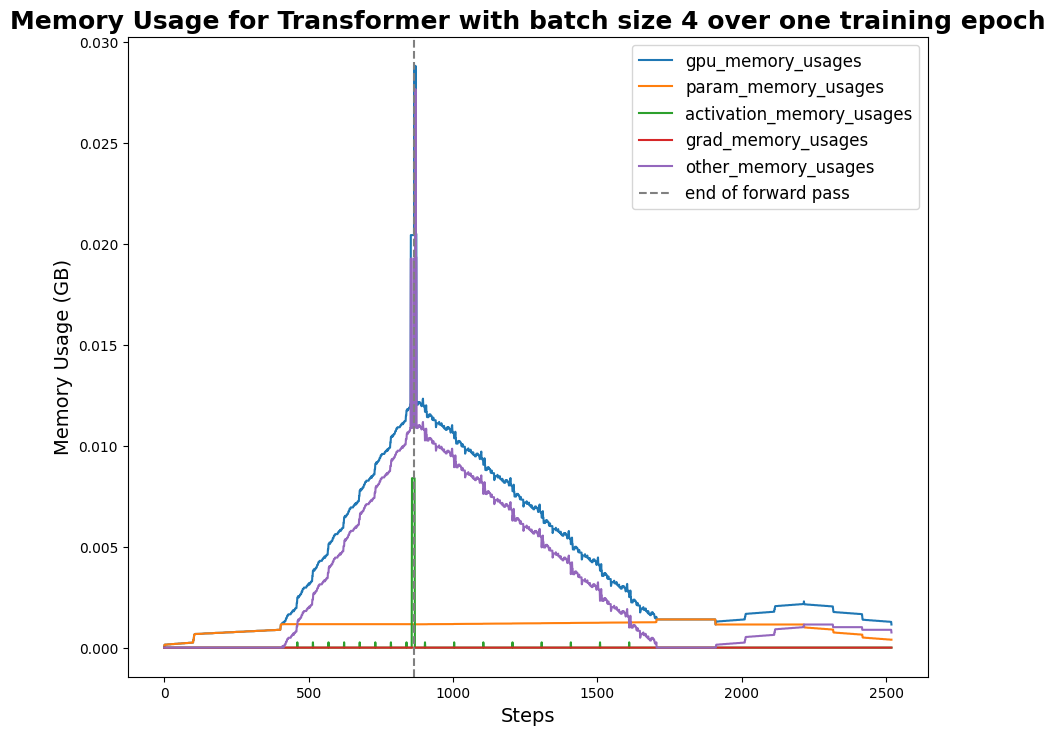 Memory Usage for Transformer with batch size 4 over one training epoch
gpu_memory_usages
param_memory_usages
activation_memory_usages
grad_memory_usages
other_memory_usages
end of forward pass
Memory Usage (GB)
0.030
0.025
0.020
0.015
0.010
0.005
0.000
0 500 1000 1500 2000 2500
Steps